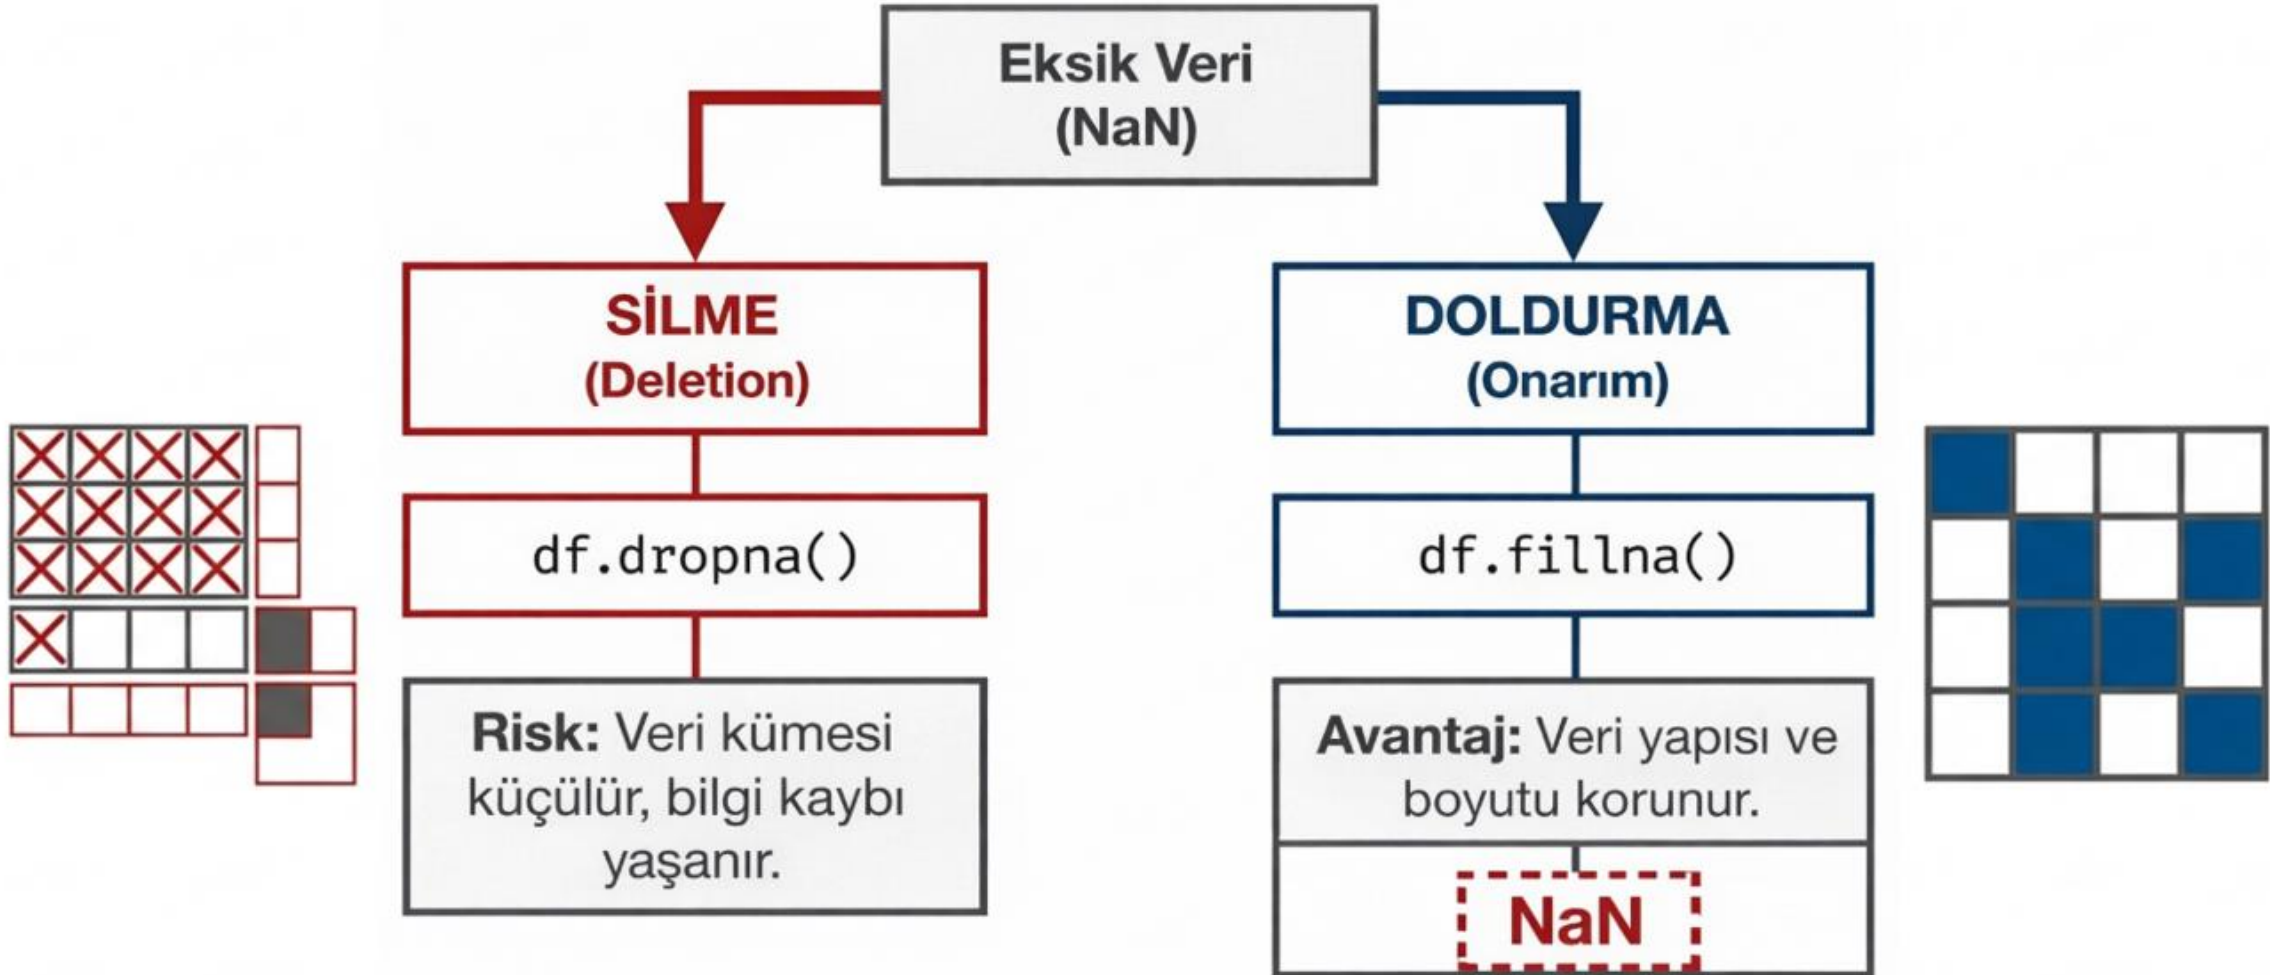 Eksik Veri
(NaN)
SİLME
(Deletion)
df.dropna()
Risk: Veri kümesi
küçülür, bilgi kaybı
yaşanır.
DOLDURMA
(Onarım)
df.fillna()
Avantaj: Veri yapısı ve
boyutu korunur.
NaN